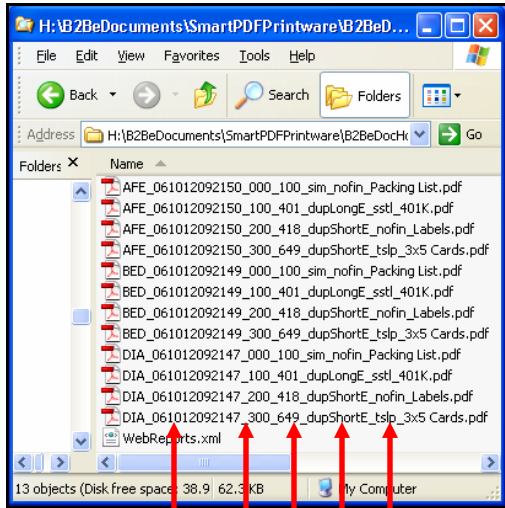 H:\B2BeDocuments\SmartPDFPrintware\B2BeD...
File Edit View Favorites Tools Help
Back Search Folders
Address H:\B2BeDocuments\SmartPDFPrintware\B2BeDocHo Go
Folders Name
AFE_061012092150_000_100_sim_nofin_Packing List.pdf
AFE_061012092150_100_401_dupLongE_sstl_401K.pdf
AFE_061012092150_200_418_dupShortE_nofin_Labels.pdf
AFE_061012092150_300_649_dupShortE_tslp_3x5 Cards.pdf
BED_061012092149_000_100_sim_nofin_Packing List.pdf
BED_061012092149_100_401_dupLongE_sstl_401K.pdf
BED_061012092149_200_418_dupShortE_nofin_Labels.pdf
BED_061012092149_300_649_dupShortE_tslp_3x5 Cards.pdf
DIA_061012092147_000_100_sim_nofin_Packing List.pdf
DIA_061012092147_100_401_dupLongE_sstl_401K.pdf
DIA_061012092147_200_418_dupShortE_nofin_Labels.pdf
DIA_061012092147_300_649_dupShortE_tslp_3x5 Cards.pdf
WebReports.xml
13 objects (Disk free space: 38.9 62.3 KB My Computer